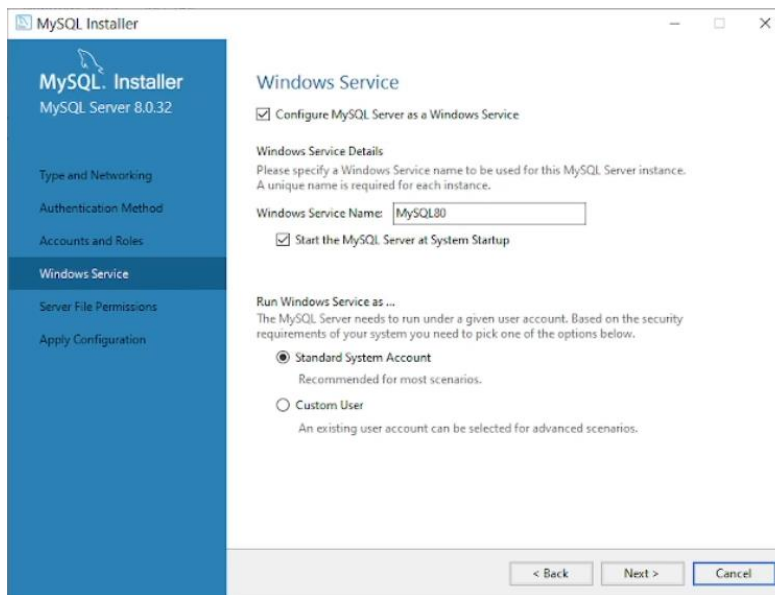 MySQL Installer
MySQL. Installer
MySQL Server 8.0.32
Type and Networking
Authentication Method
Accounts and Roles
Windows Service
Server File Permissions
Apply Configuration
Windows Service
Configure MySQL Server as a Windows Service
Windows Service Details
Please specify a Windows Service name to be used for this MySQL Server instance.
A unique name is required for each instance.
Windows Service Name: MySQL80
Start the MySQL Server at System Startup
Run Windows Service as ...
The MySQL Server needs to run under a given user account. Based on the security
requirements of your system you need to pick one of the options below.
Standard System Account
Recommended for most scenarios.
Custom User
An existing user account can be selected for advanced scenarios.
< Back Next > Cancel